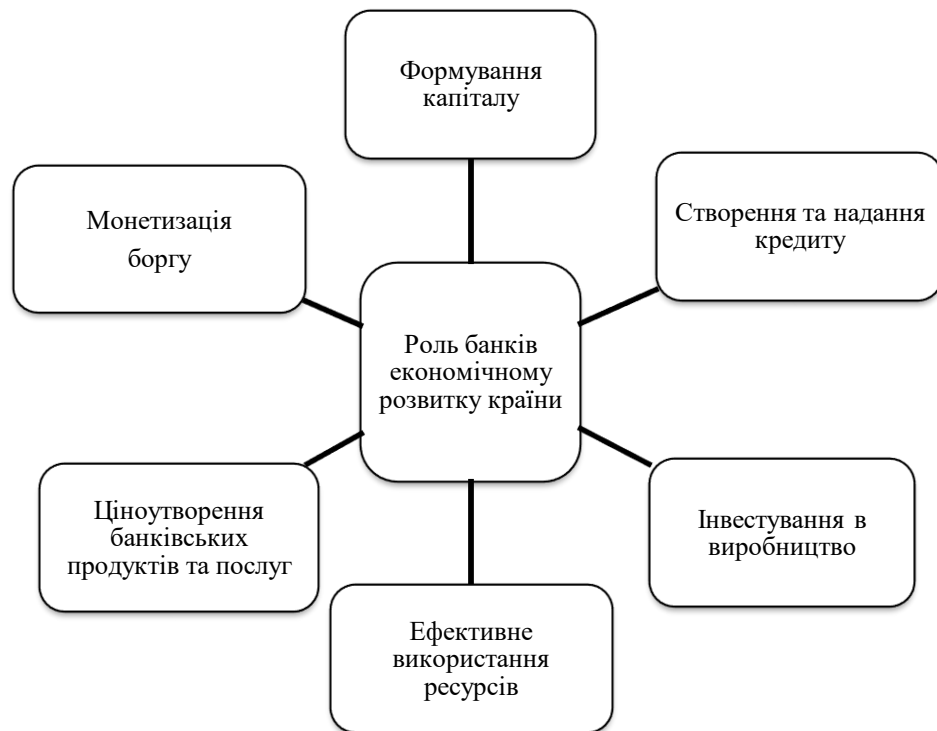 Формування
капіталу
Монетизація
боргу
Створення та надання
кредиту
Роль банків
економічному
розвитку країни
Ціноутворення
банківських
продуктів та послуг
Інвестування в
виробництво
Ефективне
використання
ресурсів